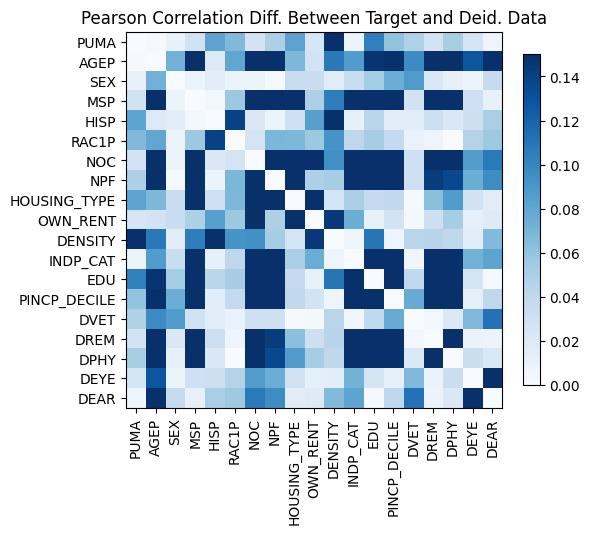 Pearson Correlation Diff. Between Target and Deid. Data
PUMA
AGEP
SEX
MSP
HISP
RAC1P
NOC
NPF
HOUSING_TYPE
OWN_RENT
DENSITY
INDP_CAT
EDU
PINCP_DECILE
DVET
DREM
DPHY
DEYE
DEAR
PUMA
AGEP
SEX
MSP
HISP
RAC1P
NOC
NPF
HOUSING_TYPE
OWN_RENT
DENSITY
INDP_CAT
EDU
PINCP_DECILE
DVET
DREM
DPHY
DEYE
DEAR
0.14
0.12
0.10
0.08
0.06
0.04
0.02
0.00